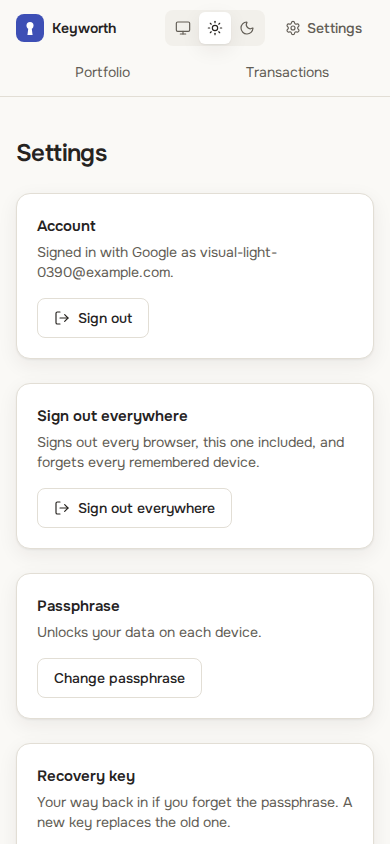 Keyworth
Settings
Portfolio
Transactions
Settings
Account
Signed in with Google as visual-light-
0390@example.com.
Sign out
Sign out everywhere
Signs out every browser, this one included, and
forgets every remembered device.
Sign out everywhere
Passphrase
Unlocks your data on each device.
Change passphrase
Recovery key
Your way back in if you forget the passphrase. A
new key replaces the old one.